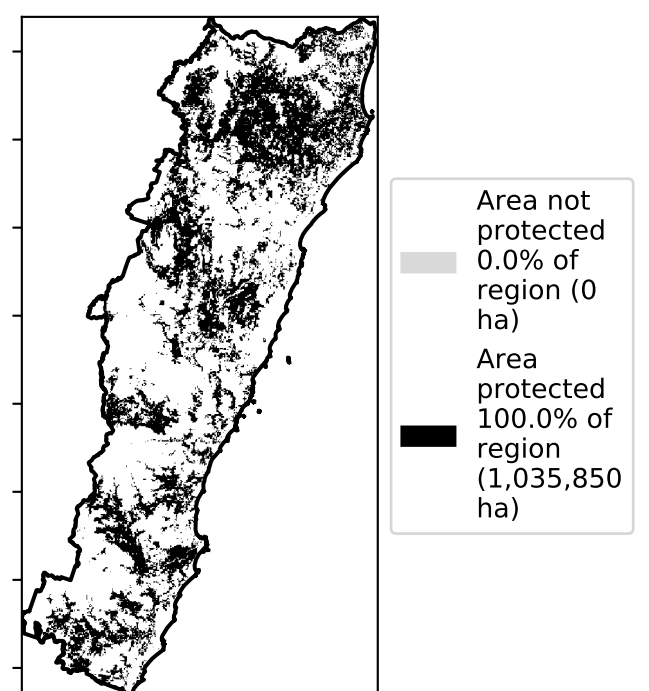 Area not
protected
0.0% of
region (0
ha)
Area
protected
100.0% of
region
(1,035,850
ha)